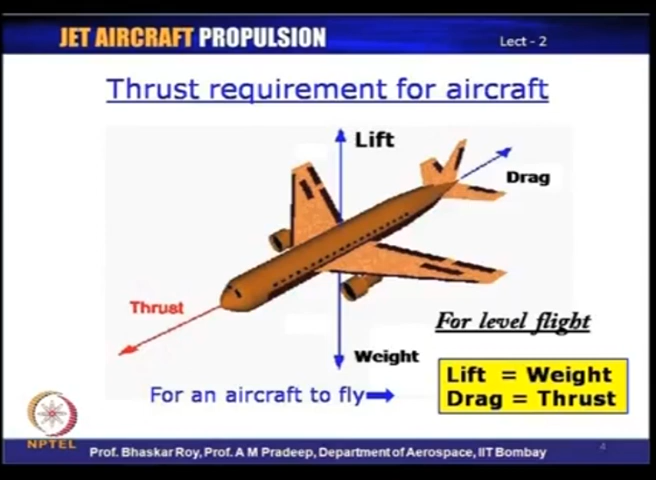 JET AIRCRAFT PROPULSION
Lect - 2
Thrust requirement for aircraft
Lift
Drag
Thrust
For level flight
Weight
Lift = Weight
Drag = Thrust
For an aircraft to fly
NPTEL
Prof. Bhaskar Roy, Prof. A M Pradeep, Department of Aerospace, IIT Bombay
4